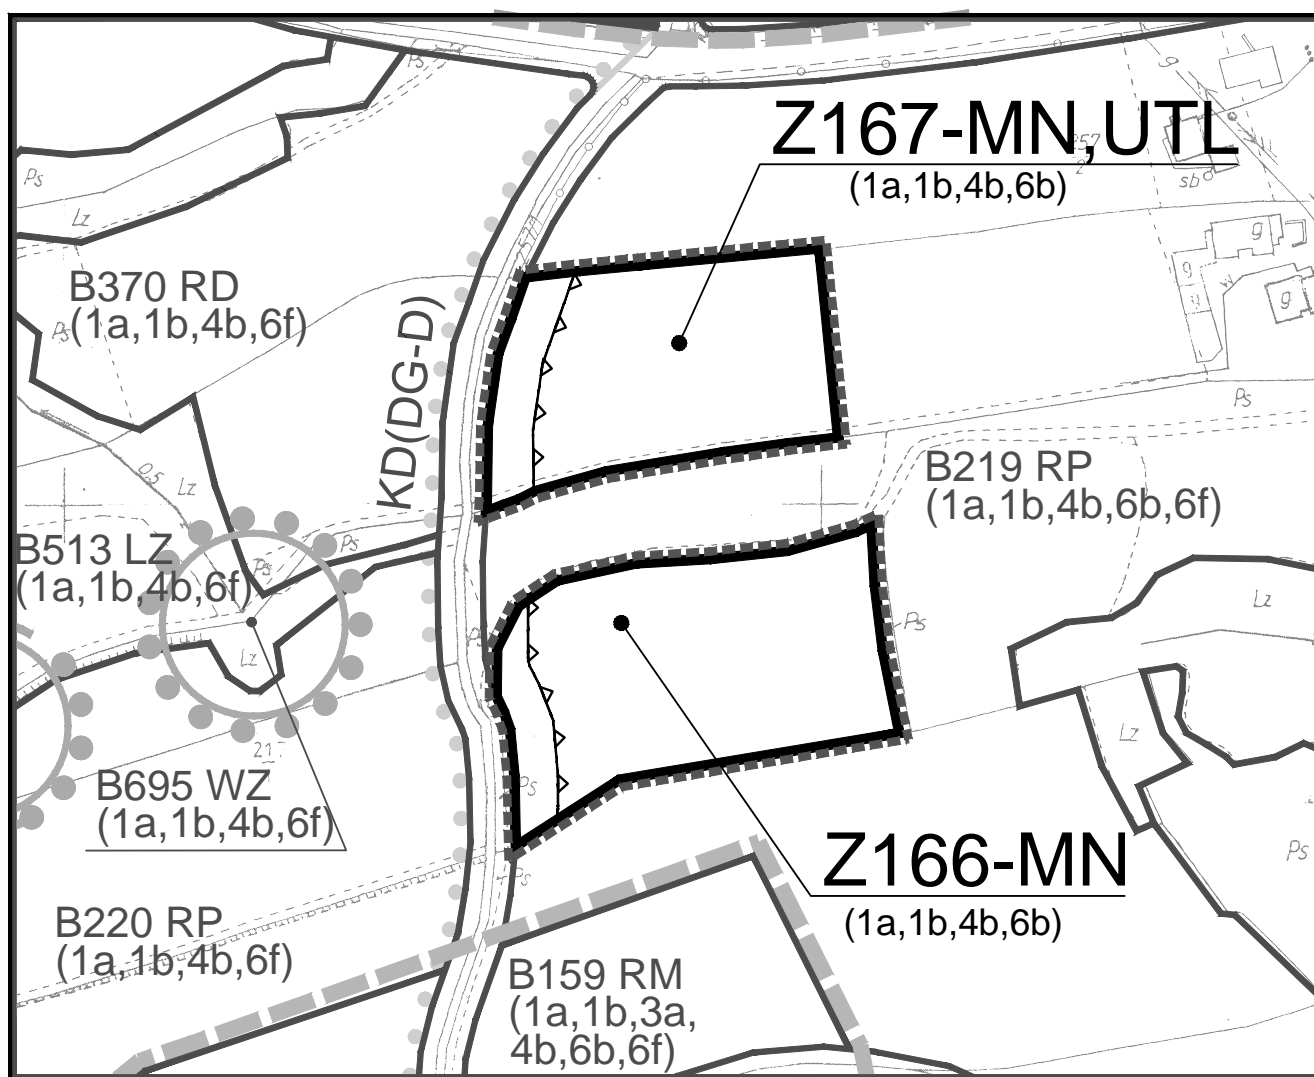 Z167-MN,UTL
(1a,1b,4b,6b)
Ps
Ps
Lz
sb
g
g
g
B370 RD
(1a,1b,4b,6f)
Ps
KD(DG-D)
Ps
B219 RP
(1a,1b,4b,6b,6f)
0,5
Lz
Ps
B513 LZ
(1a,1b,4b,6f)
Ps
Lz
Ps
Lz
Lz
B695 WZ
(1a,1b,4b,6f)
Ps
Z166-MN
(1a,1b,4b,6b)
Ps
Ps
B220 RP
(1a,1b,4b,6f)
B159 RM
(1a,1b,3a,
4b,6b,6f)